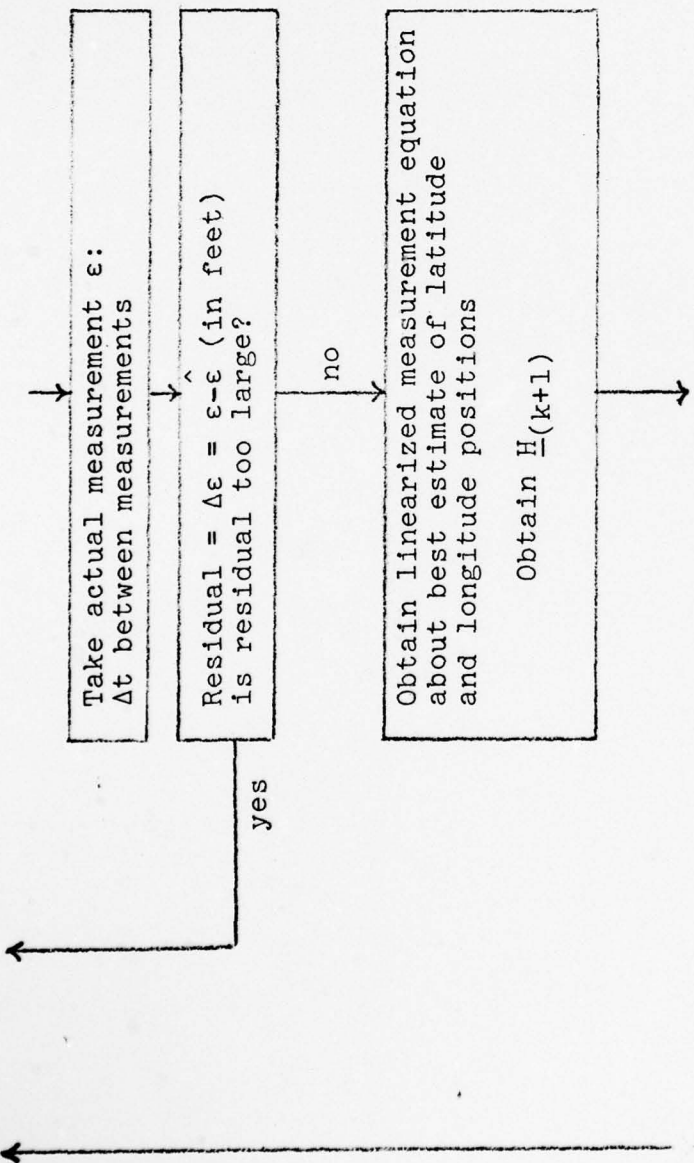 Take actual measurement ε:
Δt between measurements
Residual = Δε = ε-ε̂ (in feet)
is residual too large?
yes
no
Obtain linearized measurement equation
about best estimate of latitude
and longitude positions
Obtain H̲(k+1)